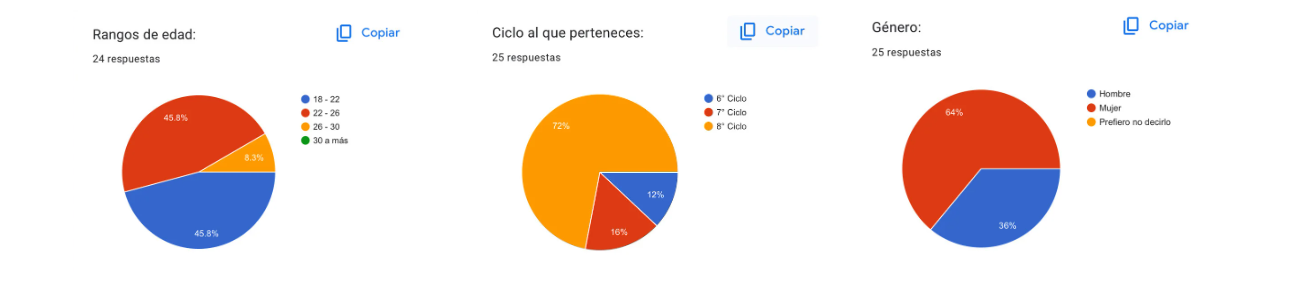 Rangos de edad:
Copiar
24 respuestas
18 - 22
22 - 26
26 - 30
30 a más
45.8%
8.3%
45.8%
Ciclo al que perteneces:
Copiar
25 respuestas
6° Ciclo
7° Ciclo
8° Ciclo
72%
12%
16%
Género:
Copiar
25 respuestas
Hombre
Mujer
Prefiero no decirlo
64%
36%